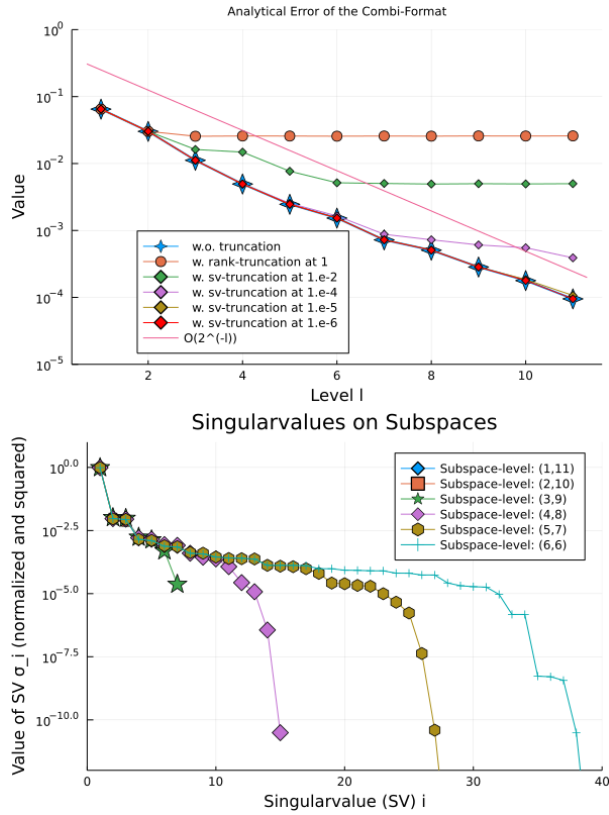 Analytical Error of the Combi-Format
Value
10^0
10^−1
10^−2
10^−3
10^−4
10^−5
w.o. truncation
w. rank-truncation at 1
w. sv-truncation at 1.e-2
w. sv-truncation at 1.e-4
w. sv-truncation at 1.e-5
w. sv-truncation at 1.e-6
O(2^(-l))
2 4 6 8 10
Level l
Singularvalues on Subspaces
Value of SV σ_i (normalized and squared)
10^0.0
10^−2.5
10^−5.0
10^−7.5
10^−10.0
Subspace-level: (1,11)
Subspace-level: (2,10)
Subspace-level: (3,9)
Subspace-level: (4,8)
Subspace-level: (5,7)
Subspace-level: (6,6)
0 10 20 30 40
Singularvalue (SV) i